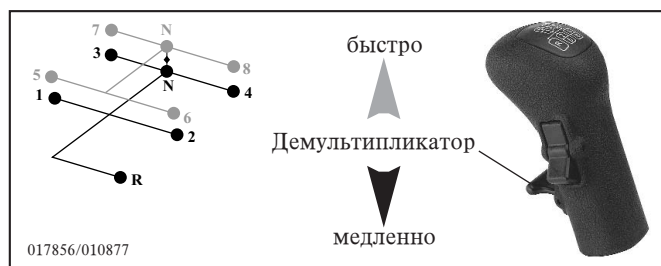 7 N
3 8
5 N 4
1 6
2
R
быстро
Демультипликатор
медленно
017856/010877